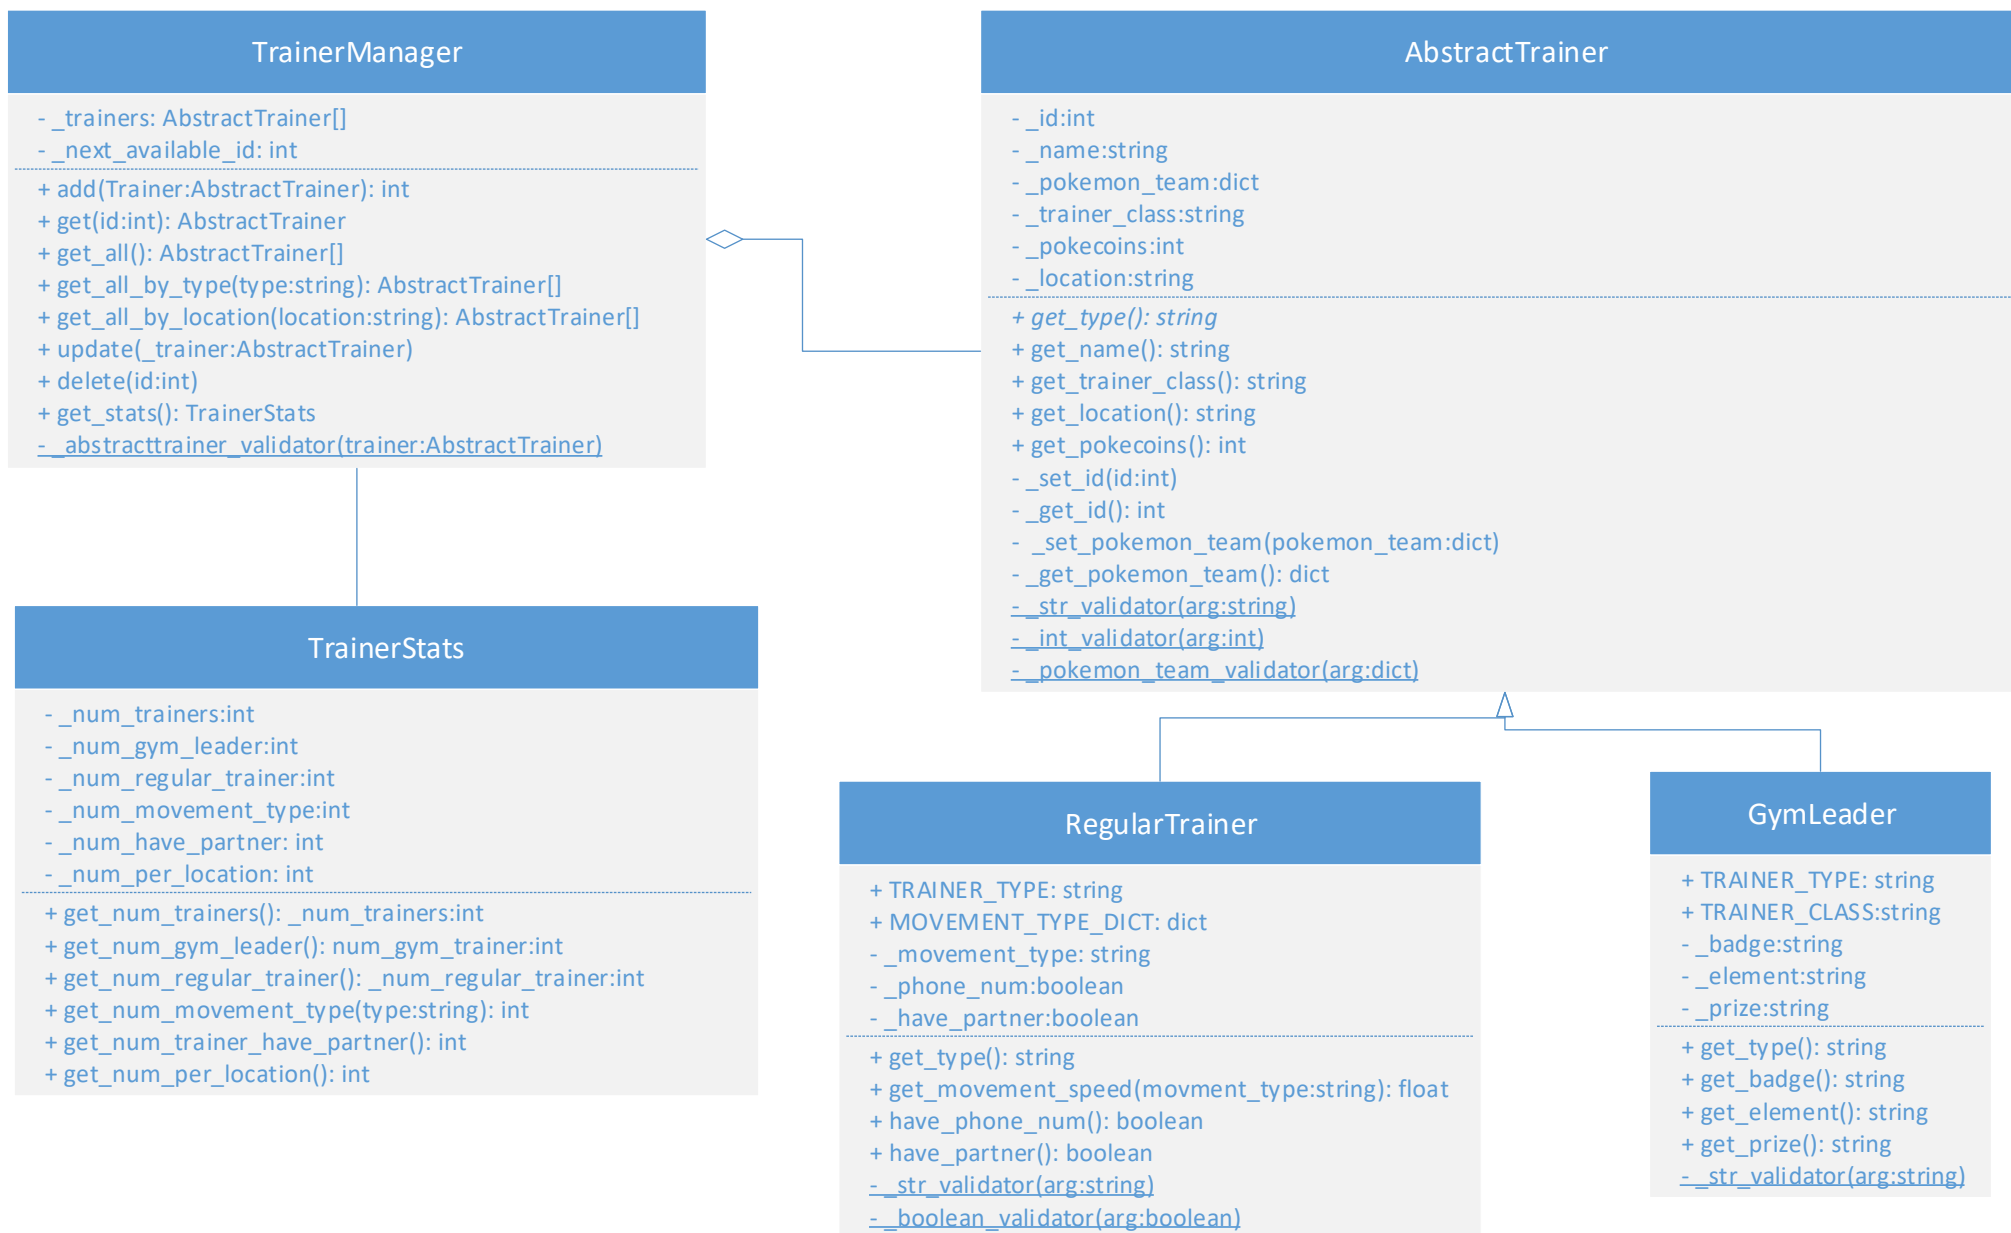 TrainerManager
- _trainers: AbstractTrainer[]
- _next_available_id: int
+ add(Trainer:AbstractTrainer): int
+ get(id:int): AbstractTrainer
+ get_all(): AbstractTrainer[]
+ get_all_by_type(type:string): AbstractTrainer[]
+ get_all_by_location(location:string): AbstractTrainer[]
+ update(_trainer:AbstractTrainer)
+ delete(id:int)
+ get_stats(): TrainerStats
- _abstracttrainer_validator(trainer:AbstractTrainer)
AbstractTrainer
- _id:int
- _name:string
- _pokemon_team:dict
- _trainer_class:string
- _pokecoins:int
- _location:string
+ get_type(): string
+ get_name(): string
+ get_trainer_class(): string
+ get_location(): string
+ get_pokecoins(): int
- _set_id(id:int)
- _get_id(): int
- _set_pokemon_team(pokemon_team:dict)
- _get_pokemon_team(): dict
- _str_validator(arg:string)
- _int_validator(arg:int)
- _pokemon_team_validator(arg:dict)
TrainerStats
- _num_trainers:int
- _num_gym_leader:int
- _num_regular_trainer:int
- _num_movement_type:int
- _num_have_partner: int
- _num_per_location: int
+ get_num_trainers(): _num_trainers:int
+ get_num_gym_leader(): num_gym_trainer:int
+ get_num_regular_trainer(): _num_regular_trainer:int
+ get_num_movement_type(type:string): int
+ get_num_trainer_have_partner(): int
+ get_num_per_location(): int
RegularTrainer
+ TRAINER_TYPE: string
+ MOVEMENT_TYPE_DICT: dict
- _movement_type: string
- _phone_num:boolean
- _have_partner:boolean
+ get_type(): string
+ get_movement_speed(movment_type:string): float
+ have_phone_num(): boolean
+ have_partner(): boolean
- _str_validator(arg:string)
- _boolean_validator(arg:boolean)
GymLeader
+ TRAINER_TYPE: string
+ TRAINER_CLASS:string
- _badge:string
- _element:string
- _prize:string
+ get_type(): string
+ get_badge(): string
+ get_element(): string
+ get_prize(): string
- _str_validator(arg:string)